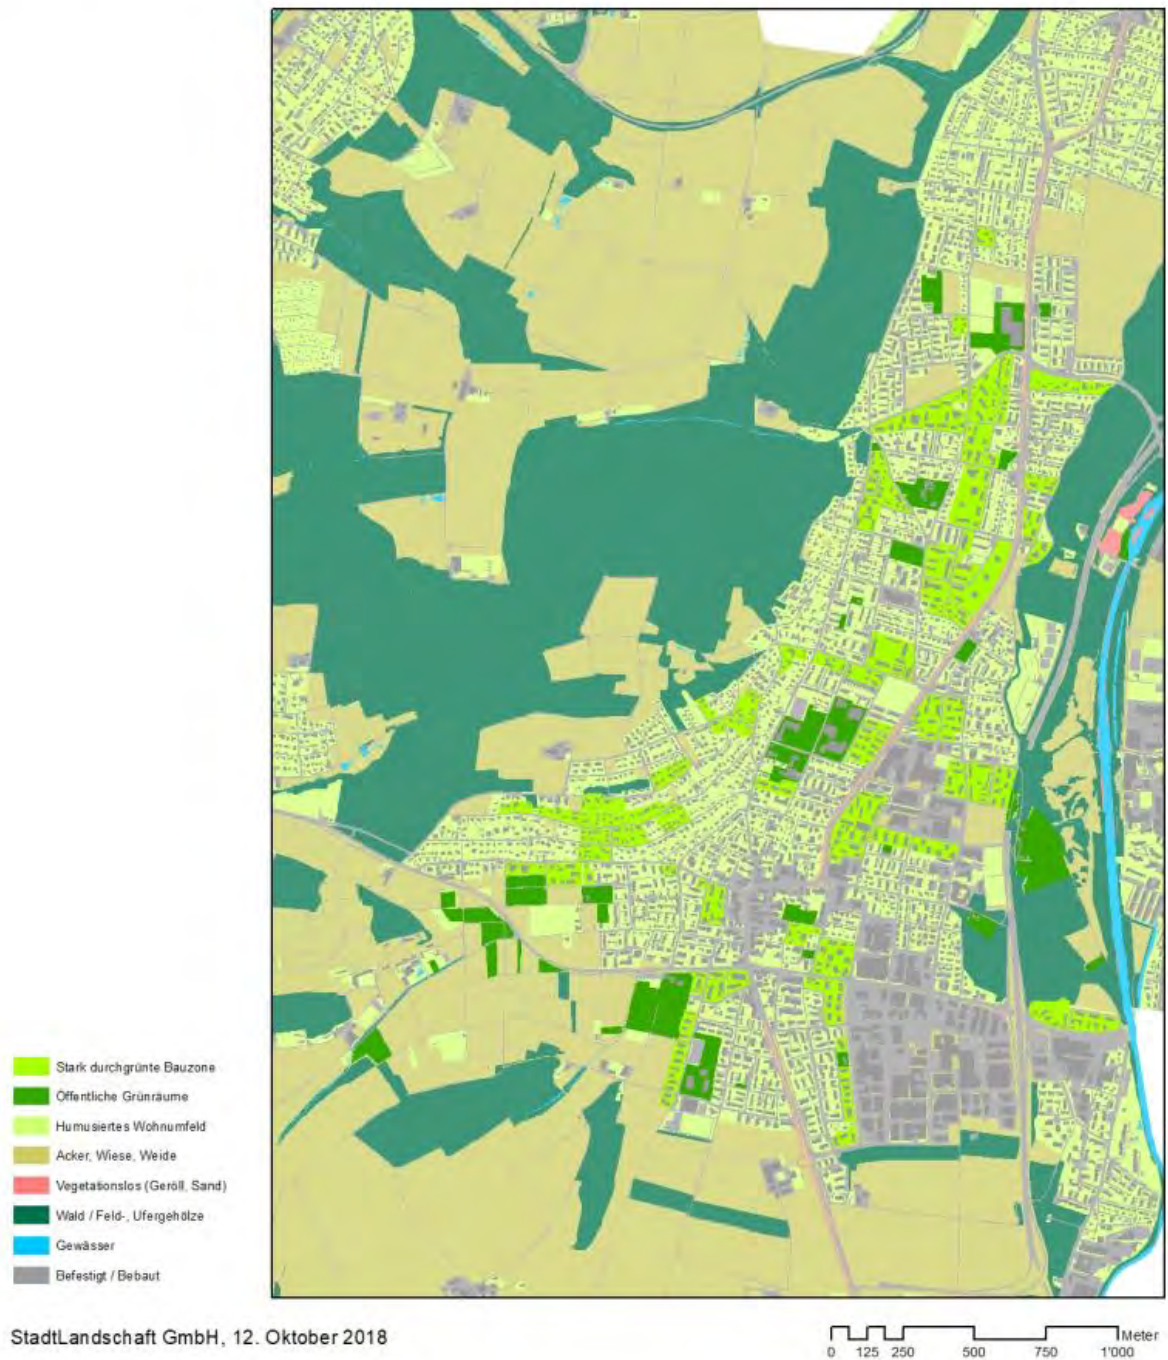 Stark durchgrünte Bauzone
Öffentliche Grünräume
Humusiertes Wohnumfeld
Acker, Wiese, Weide
Vegetationslos (Geröll, Sand)
Wald / Feld-, Ufergehölze
Gewässer
Befestigt / Bebaut
StadtLandschaft GmbH, 12. Oktober 2018
Meter
0 125 250 500 750 1'000